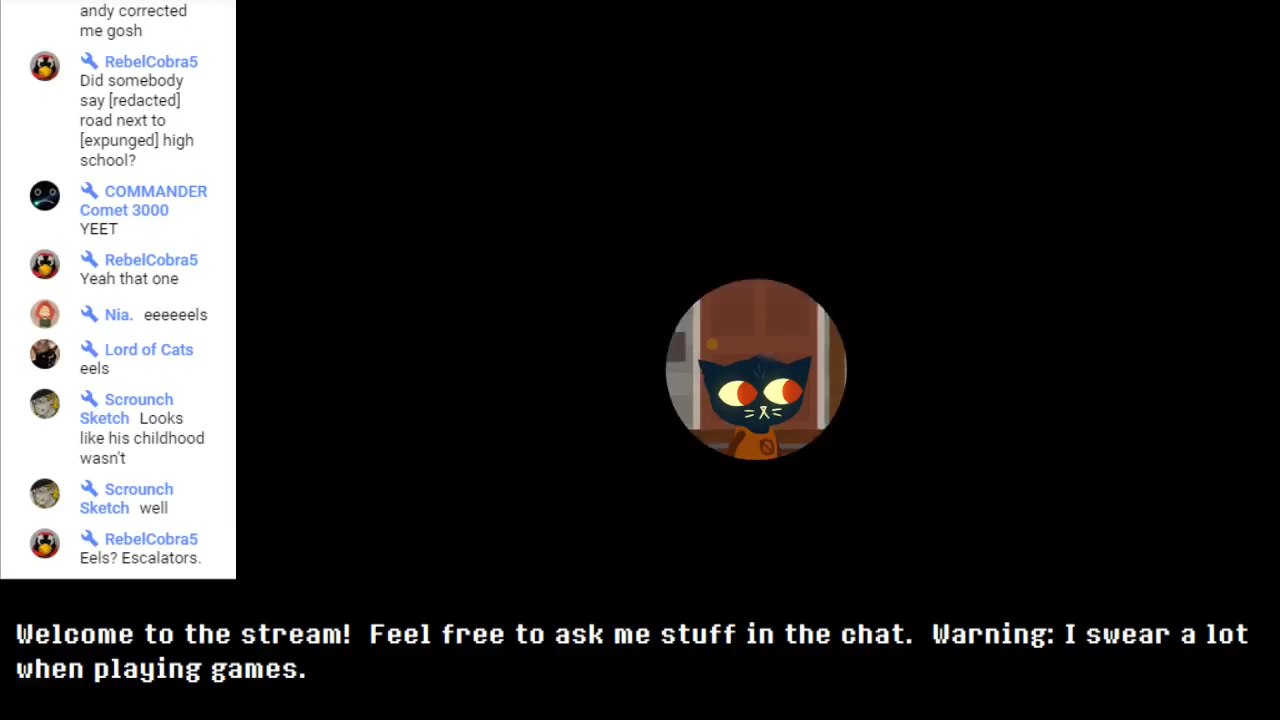 andy corrected
me gosh
RebelCobra5
Did somebody
say [redacted]
road next to
[expunged] high
school?
COMMANDER
Comet 3000
YEET
RebelCobra5
Yeah that one
Nia. eeeeeels
Lord of Cats
eels
Scrounch
Sketch Looks
like his childhood
wasn't
Scrounch
Sketch well
RebelCobra5
Eels? Escalators.
Welcome to the stream! Feel free to ask me stuff in the chat. Warning: I swear a lot
when playing games.